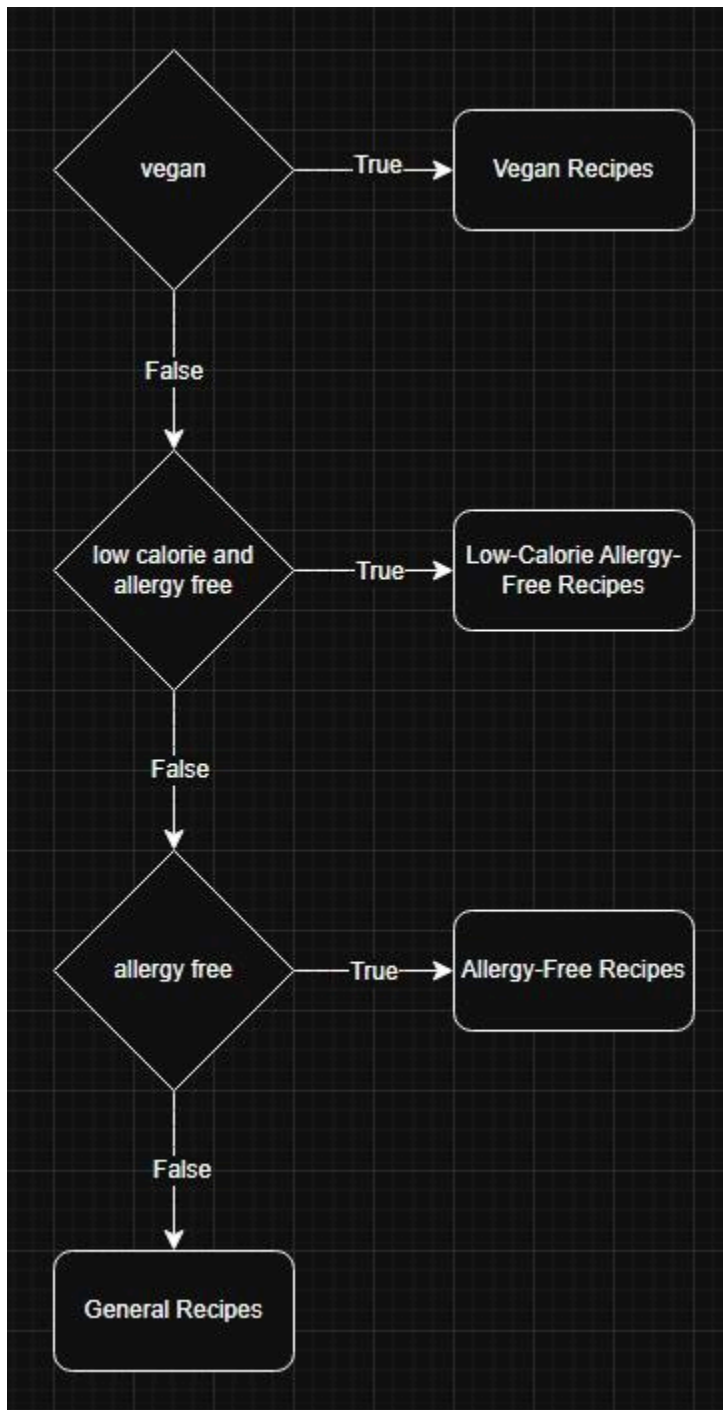 vegan
True
Vegan Recipes
False
low calorie and
allergy free
True
Low-Calorie Allergy-
Free Recipes
False
allergy free
True
Allergy-Free Recipes
False
General Recipes